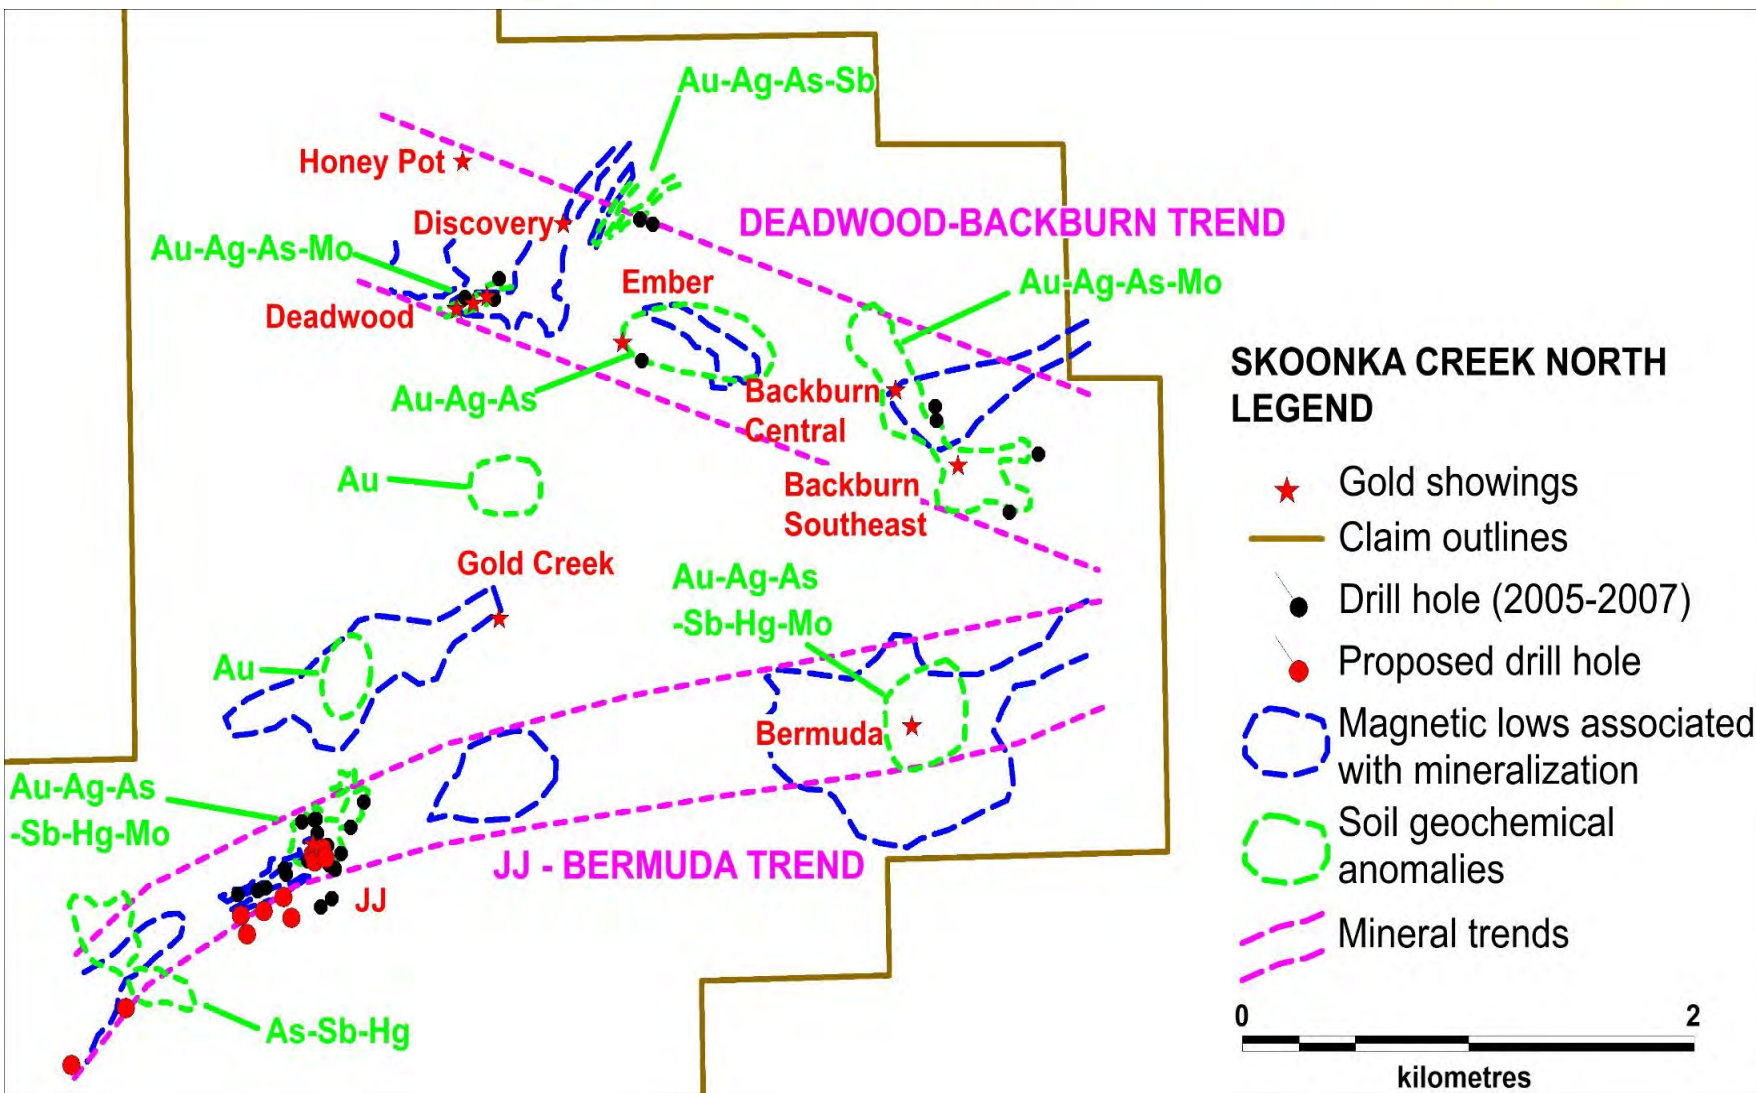 Au-Ag-As-Sb
Honey Pot
Discovery
DEADWOOD-BACKBURN TREND
Au-Ag-As-Mo
Ember
Au-Ag-As-Mo
Deadwood
Au-Ag-As
Backburn
Central
Au
Backburn
Southeast
Gold Creek
Au-Ag-As
-Sb-Hg-Mo
Au
Bermuda
Au-Ag-As
-Sb-Hg-Mo
JJ - BERMUDA TREND
JJ
As-Sb-Hg
SKOONKA CREEK NORTH
LEGEND
Gold showings
Claim outlines
Drill hole (2005-2007)
Proposed drill hole
Magnetic lows associated
with mineralization
Soil geochemical
anomalies
Mineral trends
0 2
kilometres